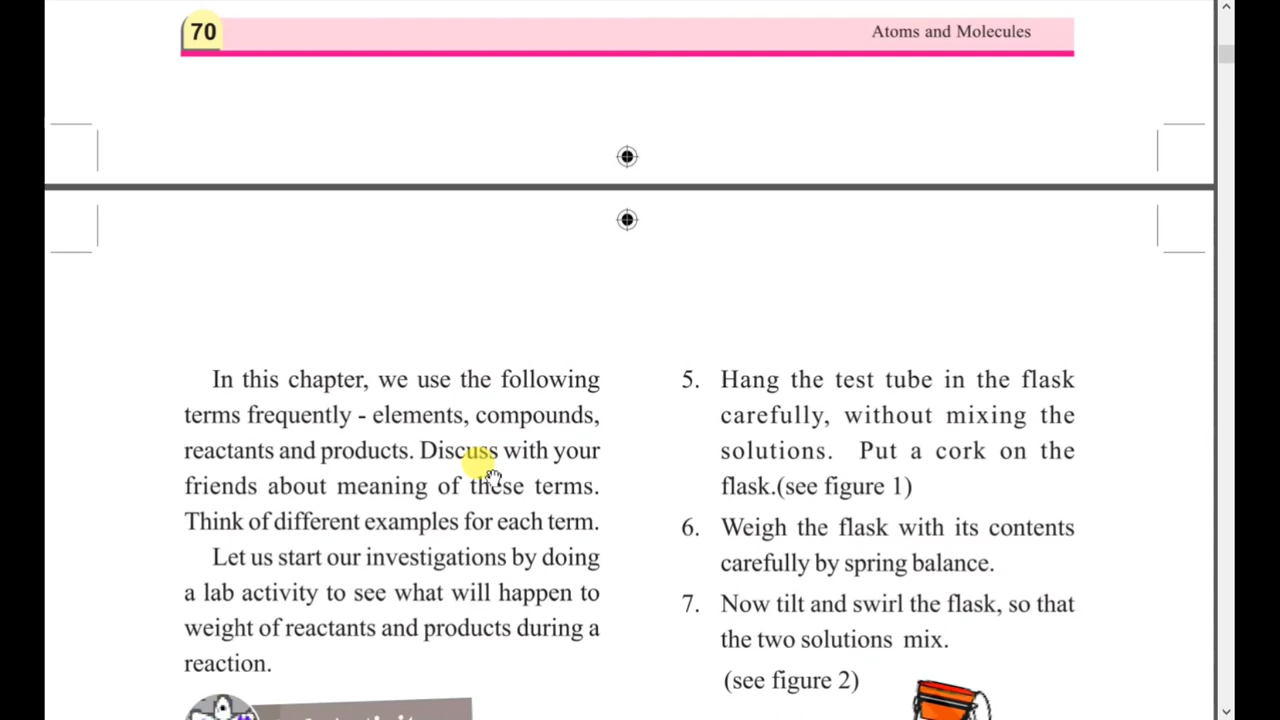 70
Atoms and Molecules
In this chapter, we use the following
terms frequently - elements, compounds,
reactants and products. Discuss with your
friends about meaning of these terms.
Think of different examples for each term.
Let us start our investigations by doing
a lab activity to see what will happen to
weight of reactants and products during a
reaction.
5. Hang the test tube in the flask
carefully, without mixing the
solutions. Put a cork on the
flask.(see figure 1)
6. Weigh the flask with its contents
carefully by spring balance.
7. Now tilt and swirl the flask, so that
the two solutions mix.
(see figure 2)